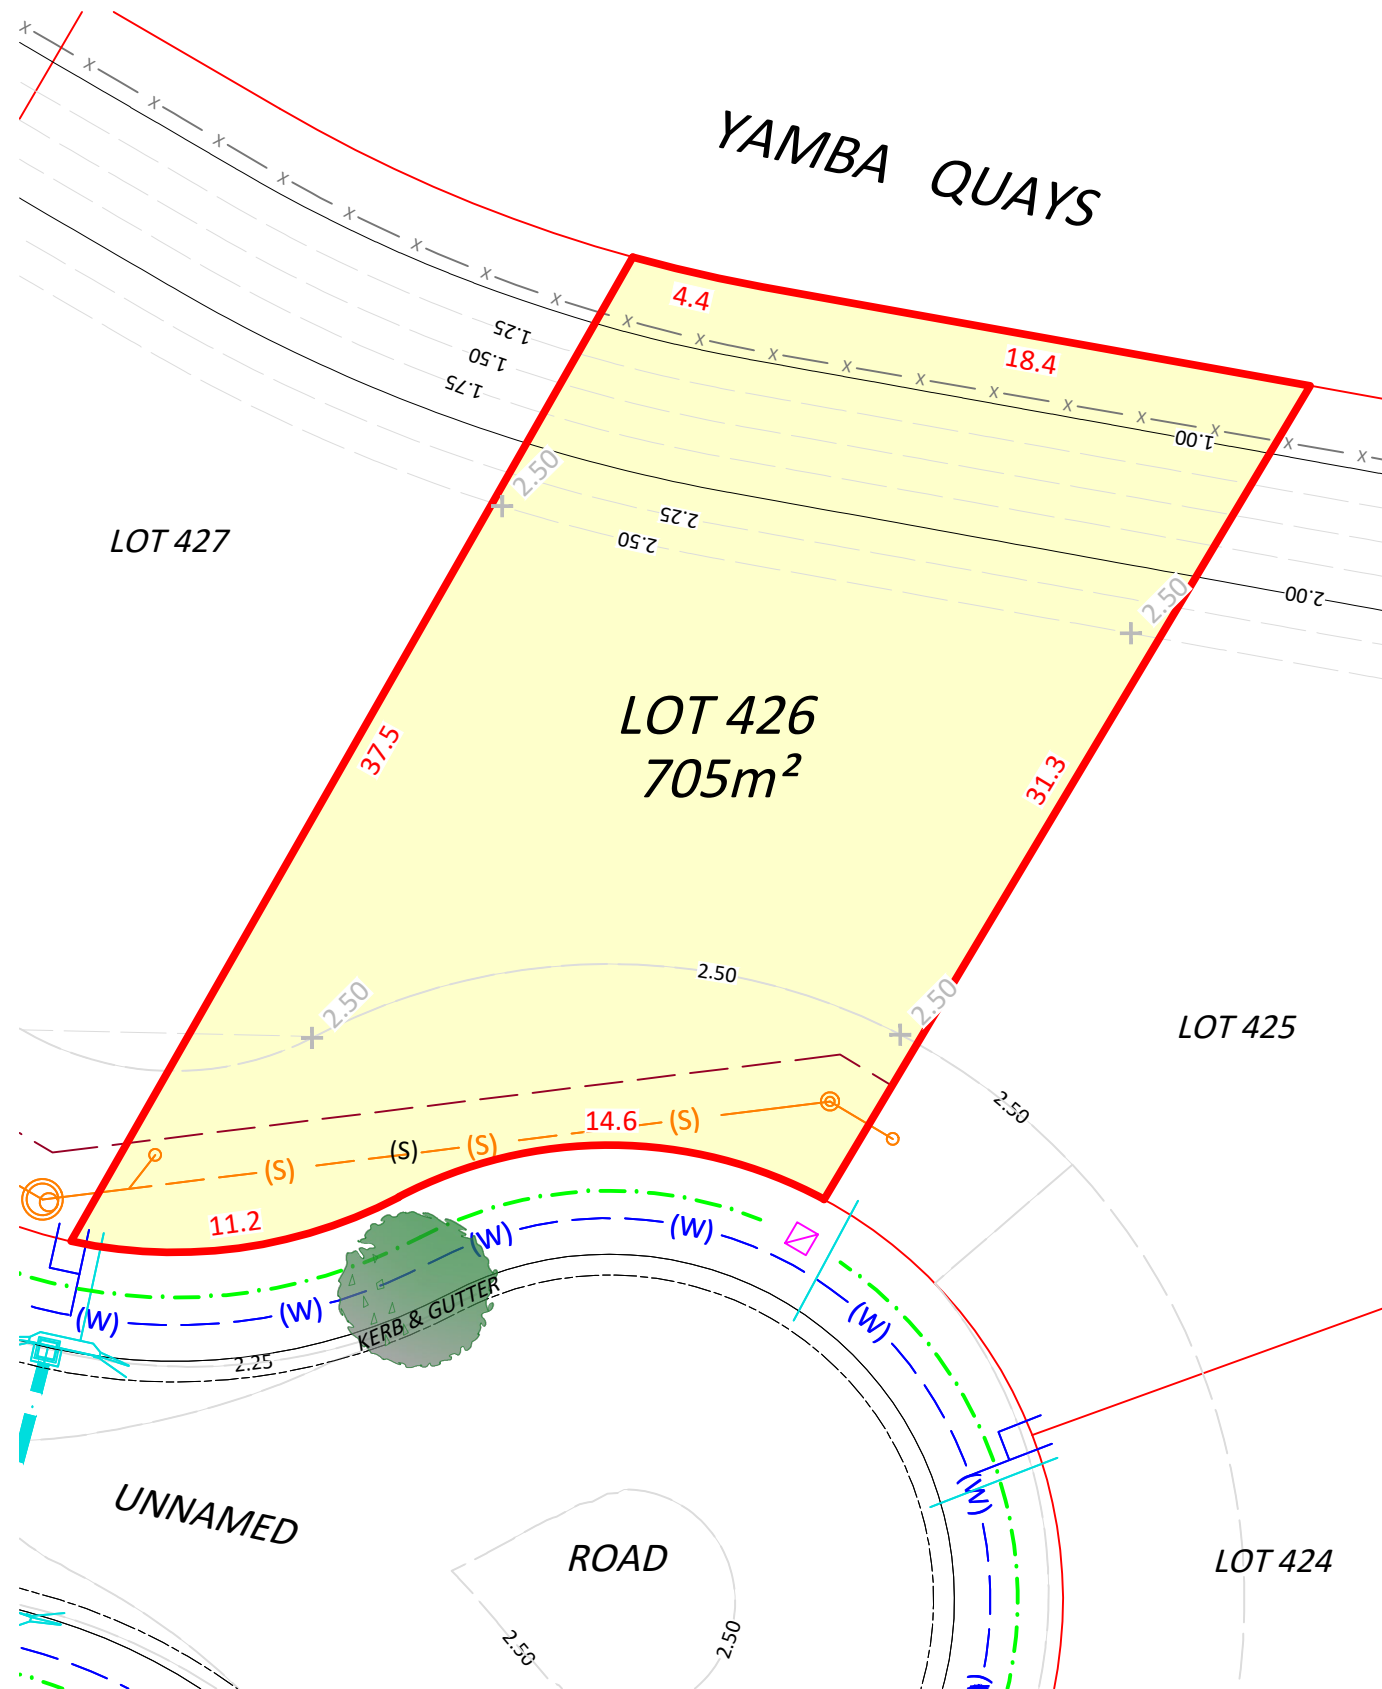 YAMBA QUAYS
4.4
18.4
1.25
1.50
1.75
1.00
2.50
2.25
2.50
LOT 427
2.00
2.50
LOT 426
705m²
37.5
31.3
2.50
2.50
2.50
LOT 425
2.50
14.6
(S)
(S)
(S)
(S)
11.2
(W)
(W)
(W)
(W)
(W)
KERB & GUTTER
2.25
(W)
UNNAMED
ROAD
LOT 424
2.50
2.50